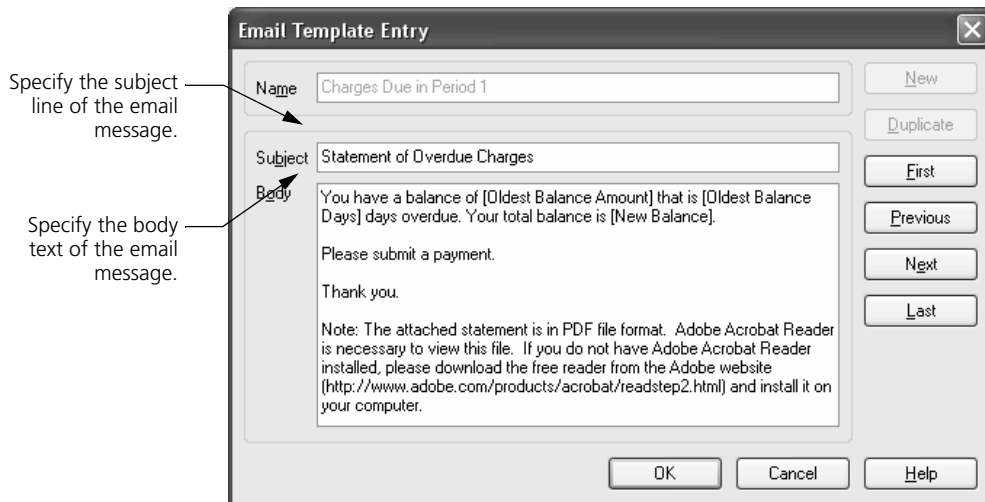 Email Template Entry
Specify the subject
line of the email
message.
Name
Charges Due in Period 1
New
Duplicate
Subject
Statement of Overdue Charges
First
Body
You have a balance of [Oldest Balance Amount] that is [Oldest Balance
Days] days overdue. Your total balance is [New Balance].
Please submit a payment.
Thank you.
Note: The attached statement is in PDF file format.  Adobe Acrobat Reader
is necessary to view this file.  If you do not have Adobe Acrobat Reader
installed, please download the free reader from the Adobe website
(http://www.adobe.com/products/acrobat/readstep2.html) and install it on
your computer.
Specify the body
text of the email
message.
Previous
Next
Last
OK
Cancel
Help